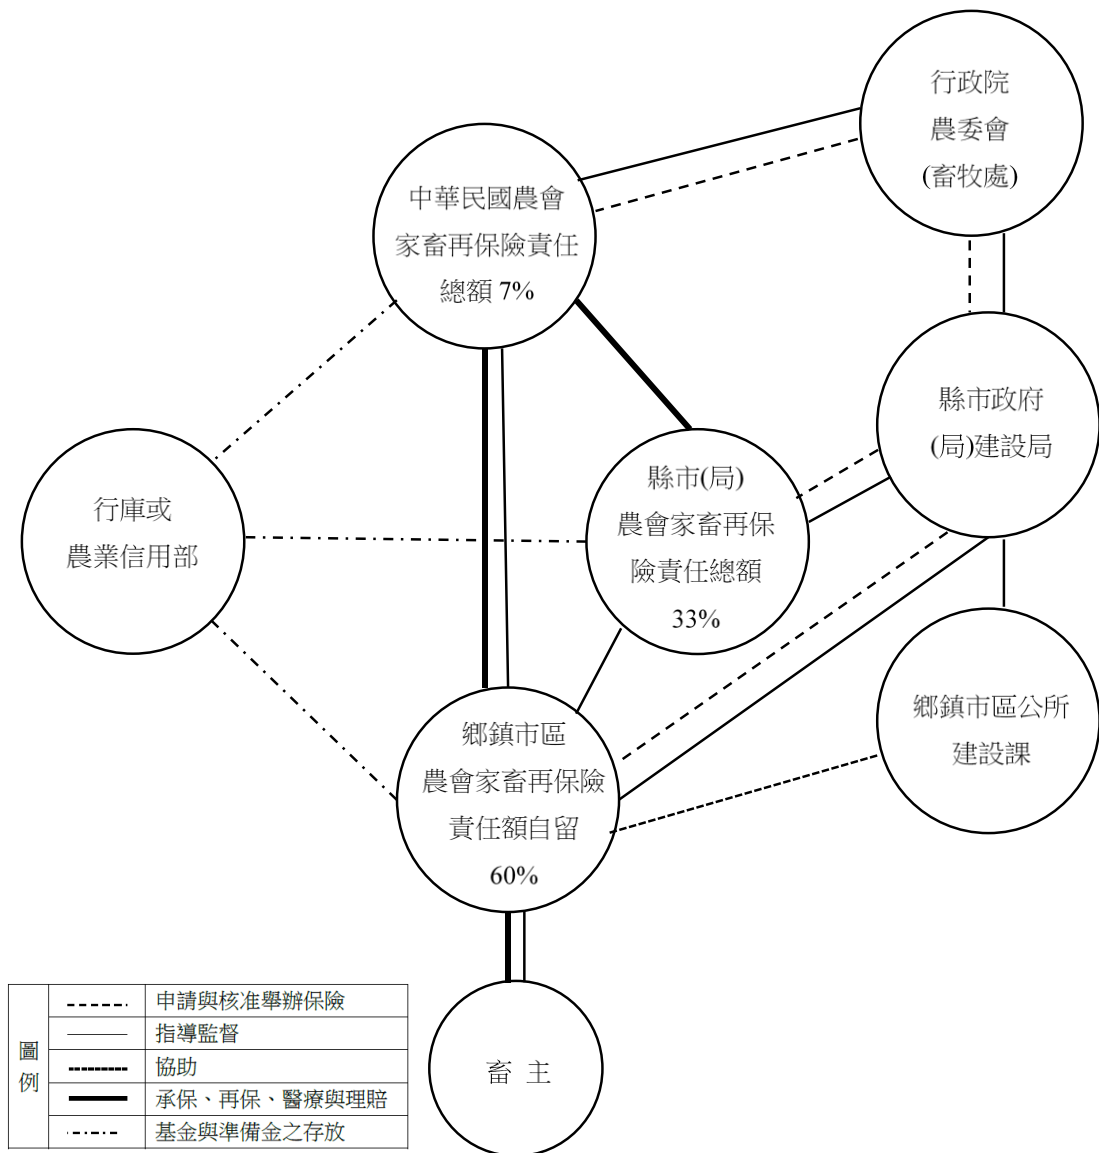 行政院
農委會
(畜牧處)
中華民國農會
家畜再保險責任
總額 7%
縣市政府
(局)建設局
行庫或
農業信用部
縣市(局)
農會家畜再保
險責任總額
33%
鄉鎮市區公所
建設課
鄉鎮市區
農會家畜再保險
責任額自留
60%
畜 主
圖例
申請與核准舉辦保險
指導監督
協助
承保、再保、醫療與理賠
基金與準備金之存放